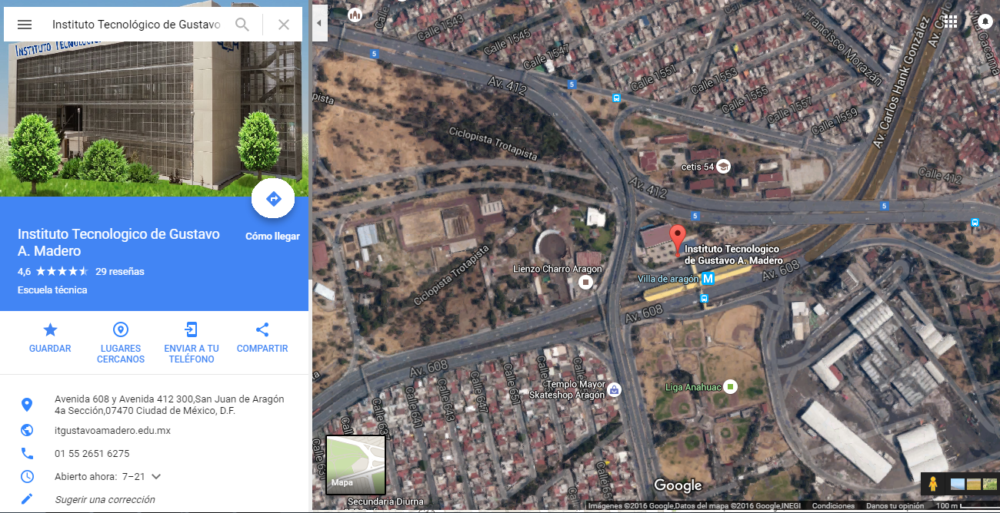 Instituto Tecnológico de Gustavo
INSTITUTO TECNOLÓGICO
Instituto Tecnologico de Gustavo
A. Madero
Cómo llegar
4,6
29 reseñas
Escuela técnica
GUARDAR
LUGARES
CERCANOS
ENVIAR A TU
TELÉFONO
COMPARTIR
Avenida 608 y Avenida 412 300,San Juan de Aragón
4a Sección,07470 Ciudad de México, D.F.
itgustavoamadero.edu.mx
01 55 2651 6275
Abierto ahora: 7–21
Sugerir una corrección
Calle 1543
Calle 1545
Calle 1547
Calle 1551
Calle 1553
Calle 1555
Calle 1557
Calle 1559
Francisco Morazán
Av. Carlos Hank González
5
Av. 412
5
Ciclopista Trotapista
cetis 54
Av. 412
Calle 412
5
5
Instituto Tecnologico
de Gustavo A. Madero
Lienzo Charro Aragon
Villa de aragón
M
Av. 608
Ciclopista Trotapista
Av. 608
Av. 608
Templo Mayor
Skateshop Aragón
Liga Anahuac
Calle 637
Calle 641
Calle 643
Calle 647
Calle 651
Calle 631
Mapa
Secundaria Diurna
Google
Imágenes ©2016 Google,Datos del mapa ©2016 Google,INEGI
Condiciones
Danos tu opinión
100 m